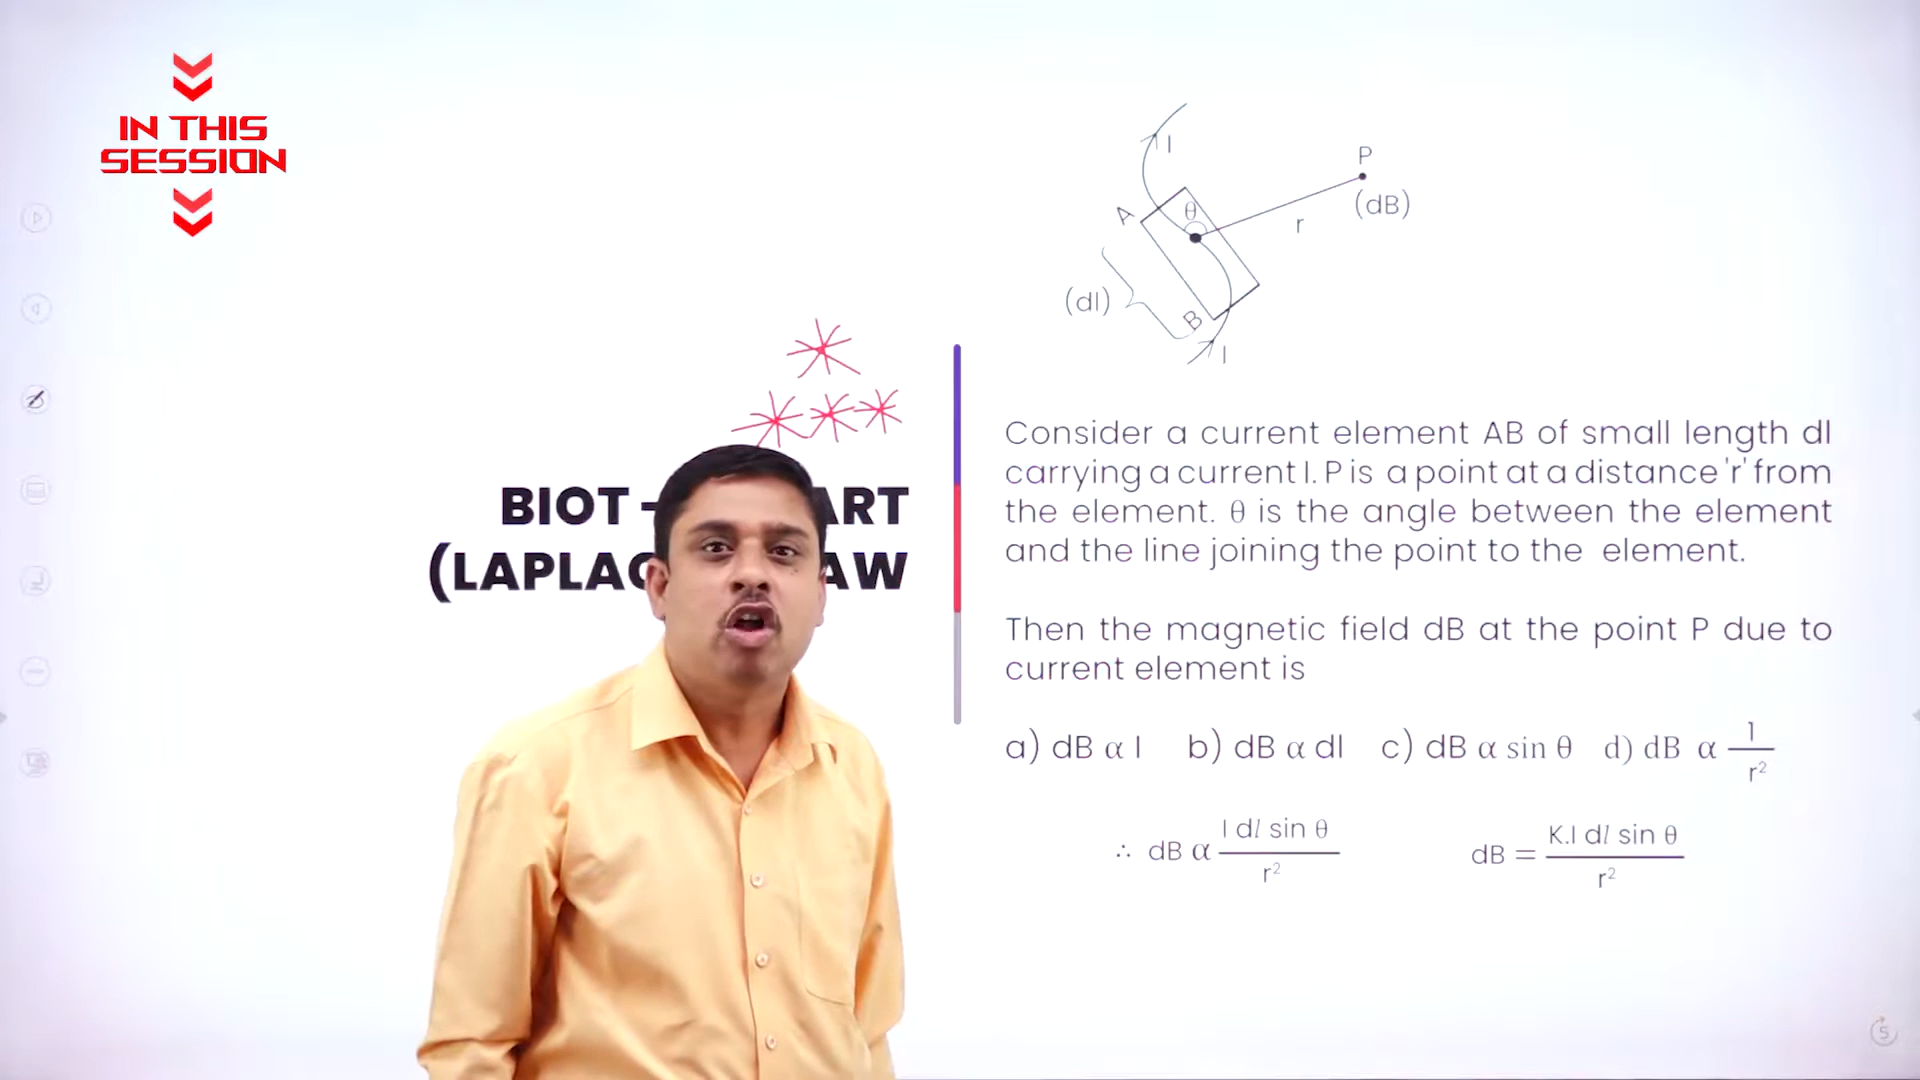 IN THIS
SESSION
I
P
(dB)
A
θ
r
(dl)
B
I
BIOT - ART
(LAPLAC AW
Consider a current element AB of small length dl
carrying a current I. P is a point at a distance 'r' from
the element. θ is the angle between the element
and the line joining the point to the element.
Then the magnetic field dB at the point P due to
current element is
a) dB α I b) dB α dl c) dB α sin θ d) dB α 1/r²
∴ dB α I dl sin θ/r² dB = K.I dl sin θ/r²
5